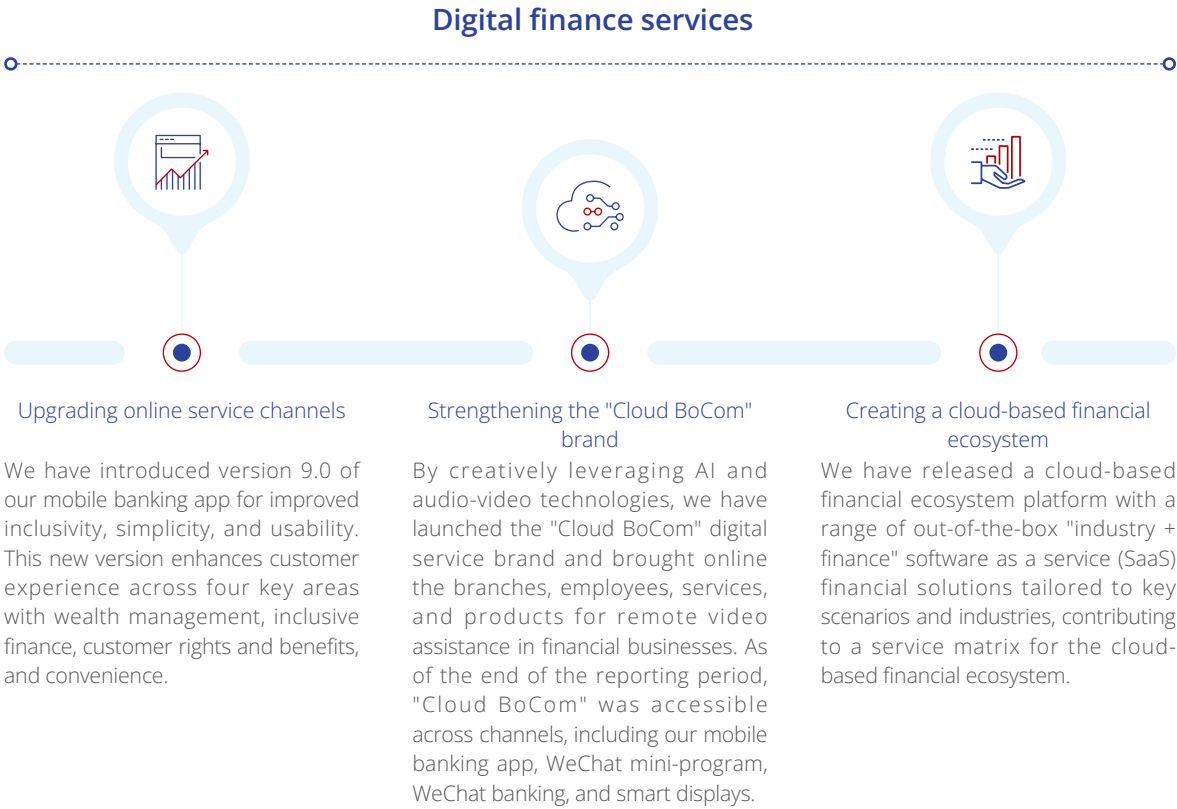 Digital finance services
Upgrading online service channels
We have introduced version 9.0 of
our mobile banking app for improved
inclusivity, simplicity, and usability.
This new version enhances customer
experience across four key areas
with wealth management, inclusive
finance, customer rights and benefits,
and convenience.
Strengthening the "Cloud BoCom"
brand
By creatively leveraging AI and
audio-video technologies, we have
launched the "Cloud BoCom" digital
service brand and brought online
the branches, employees, services,
and products for remote video
assistance in financial businesses. As
of the end of the reporting period,
"Cloud BoCom" was accessible
across channels, including our mobile
banking app, WeChat mini-program,
WeChat banking, and smart displays.
Creating a cloud-based financial
ecosystem
We have released a cloud-based
financial ecosystem platform with a
range of out-of-the-box "industry +
finance" software as a service (SaaS)
financial solutions tailored to key
scenarios and industries, contributing
to a service matrix for the cloud-
based financial ecosystem.